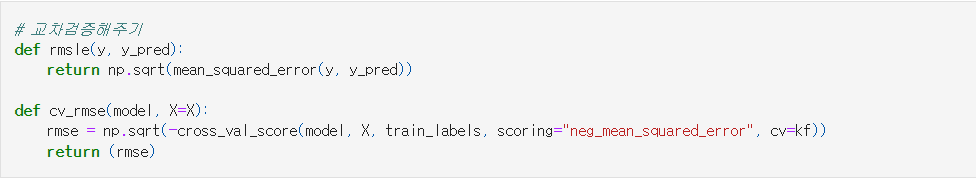 # 교차검증해주기
def rmsle(y, y_pred):
    return np.sqrt(mean_squared_error(y, y_pred))
def cv_rmse(model, X=X):
    rmse = np.sqrt(-cross_val_score(model, X, train_labels, scoring="neg_mean_squared_error", cv=kf))
    return (rmse)